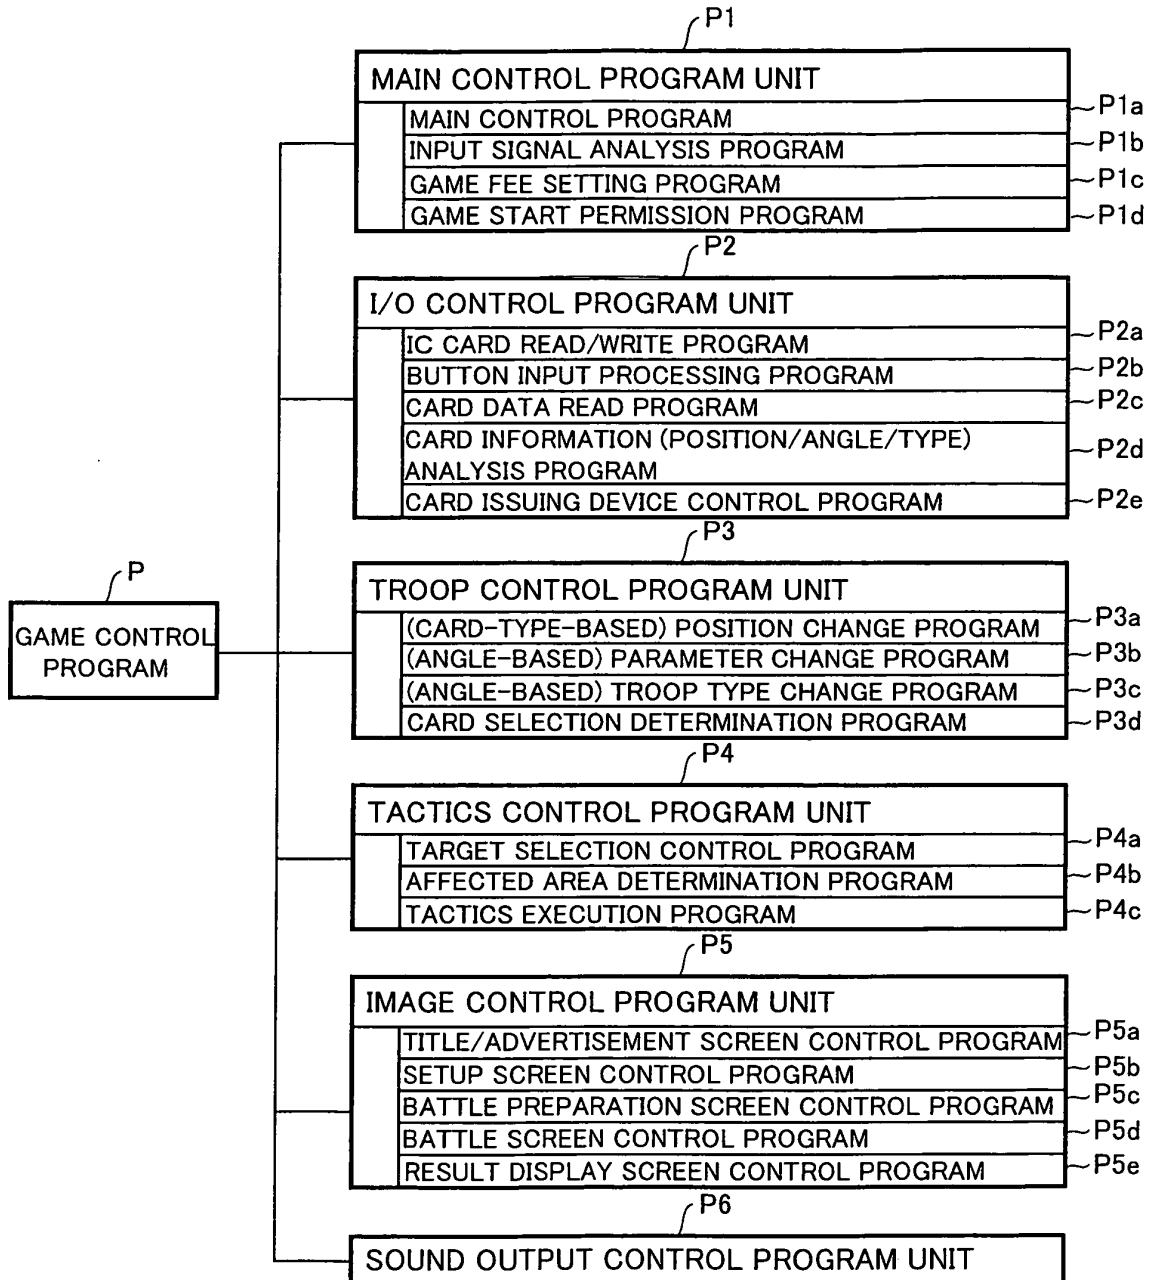 P1
MAIN CONTROL PROGRAM UNIT
MAIN CONTROL PROGRAM
P1a
INPUT SIGNAL ANALYSIS PROGRAM
P1b
GAME FEE SETTING PROGRAM
P1c
GAME START PERMISSION PROGRAM
P1d
P2
I/O CONTROL PROGRAM UNIT
IC CARD READ/WRITE PROGRAM
P2a
BUTTON INPUT PROCESSING PROGRAM
P2b
CARD DATA READ PROGRAM
P2c
CARD INFORMATION (POSITION/ANGLE/TYPE)
ANALYSIS PROGRAM
P2d
CARD ISSUING DEVICE CONTROL PROGRAM
P2e
P
GAME CONTROL
PROGRAM
P3
TROOP CONTROL PROGRAM UNIT
(CARD-TYPE-BASED) POSITION CHANGE PROGRAM
P3a
(ANGLE-BASED) PARAMETER CHANGE PROGRAM
P3b
(ANGLE-BASED) TROOP TYPE CHANGE PROGRAM
P3c
CARD SELECTION DETERMINATION PROGRAM
P3d
P4
TACTICS CONTROL PROGRAM UNIT
TARGET SELECTION CONTROL PROGRAM
P4a
AFFECTED AREA DETERMINATION PROGRAM
P4b
TACTICS EXECUTION PROGRAM
P4c
P5
IMAGE CONTROL PROGRAM UNIT
TITLE/ADVERTISEMENT SCREEN CONTROL PROGRAM
P5a
SETUP SCREEN CONTROL PROGRAM
P5b
BATTLE PREPARATION SCREEN CONTROL PROGRAM
P5c
BATTLE SCREEN CONTROL PROGRAM
P5d
RESULT DISPLAY SCREEN CONTROL PROGRAM
P5e
P6
SOUND OUTPUT CONTROL PROGRAM UNIT